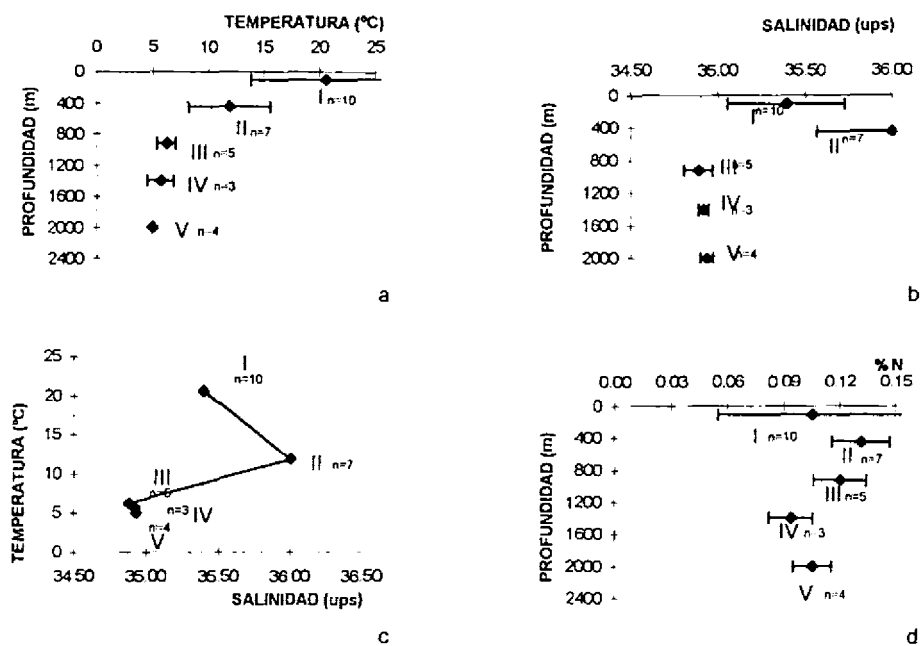 TEMPERATURA (ºC)
0 5 10 15 20 25
PROFUNDIDAD (m)
0
400
800
1200
1600
2000
2400
I n=10
II n=7
III n=5
IV n=3
V n=4
a
SALINIDAD (ups)
34.50 35.00 35.50 36.00
PROFUNDIDAD (m)
0
400
800
1200
1600
2000
n=10
I
II n=7
III n=5
IV n=3
V n=4
b
TEMPERATURA (ºC)
25
20
15
10
5
0
I
n=10
II n=7
III
n=5
n=3 IV
n=4
V
34.50 35.00 35.50 36.00 36.50
SALINIDAD (ups)
c
% N
0.00 0.03 0.06 0.09 0.12 0.15
PROFUNDIDAD (m)
0
400
800
1200
1600
2000
2400
I n=10
II n=7
III n=5
IV n=3
V n=4
d